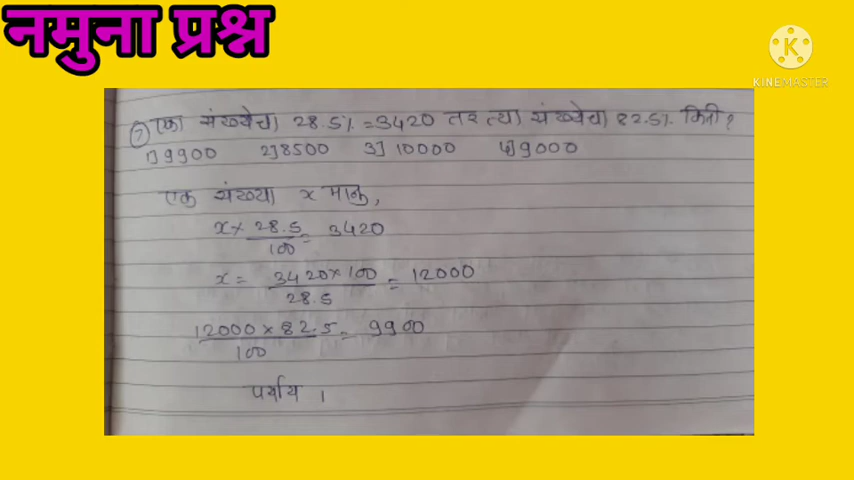 नमुना प्रश्न
K
KINEMASTER
7) एका संख्येचा 28.5% = 3420 तर त्या संख्येचा 82.5% किती?
1] 9900 2] 8500 3] 10000 4] 9000
एक संख्या x मानू,
x × 28.5/100 = 3420
x = 3420 × 100/28.5 = 12000
12000 × 82.5/100 = 9900
पर्याय 1